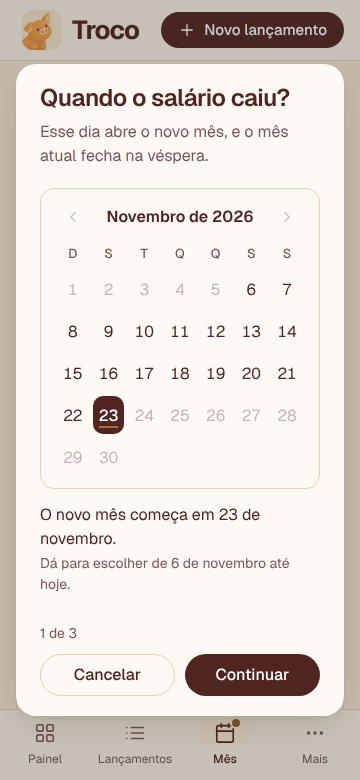 Troco
Novo lançamento
Quando o salário caiu?
Esse dia abre o novo mês, e o mês
atual fecha na véspera.
Novembro de 2026
D S T Q Q S S
1 2 3 4 5 6 7
8 9 10 11 12 13 14
15 16 17 18 19 20 21
22 23 24 25 26 27 28
29 30
O novo mês começa em 23 de
novembro.
Dá para escolher de 6 de novembro até
hoje.
1 de 3
Cancelar Continuar
Painel Lançamentos Mês Mais